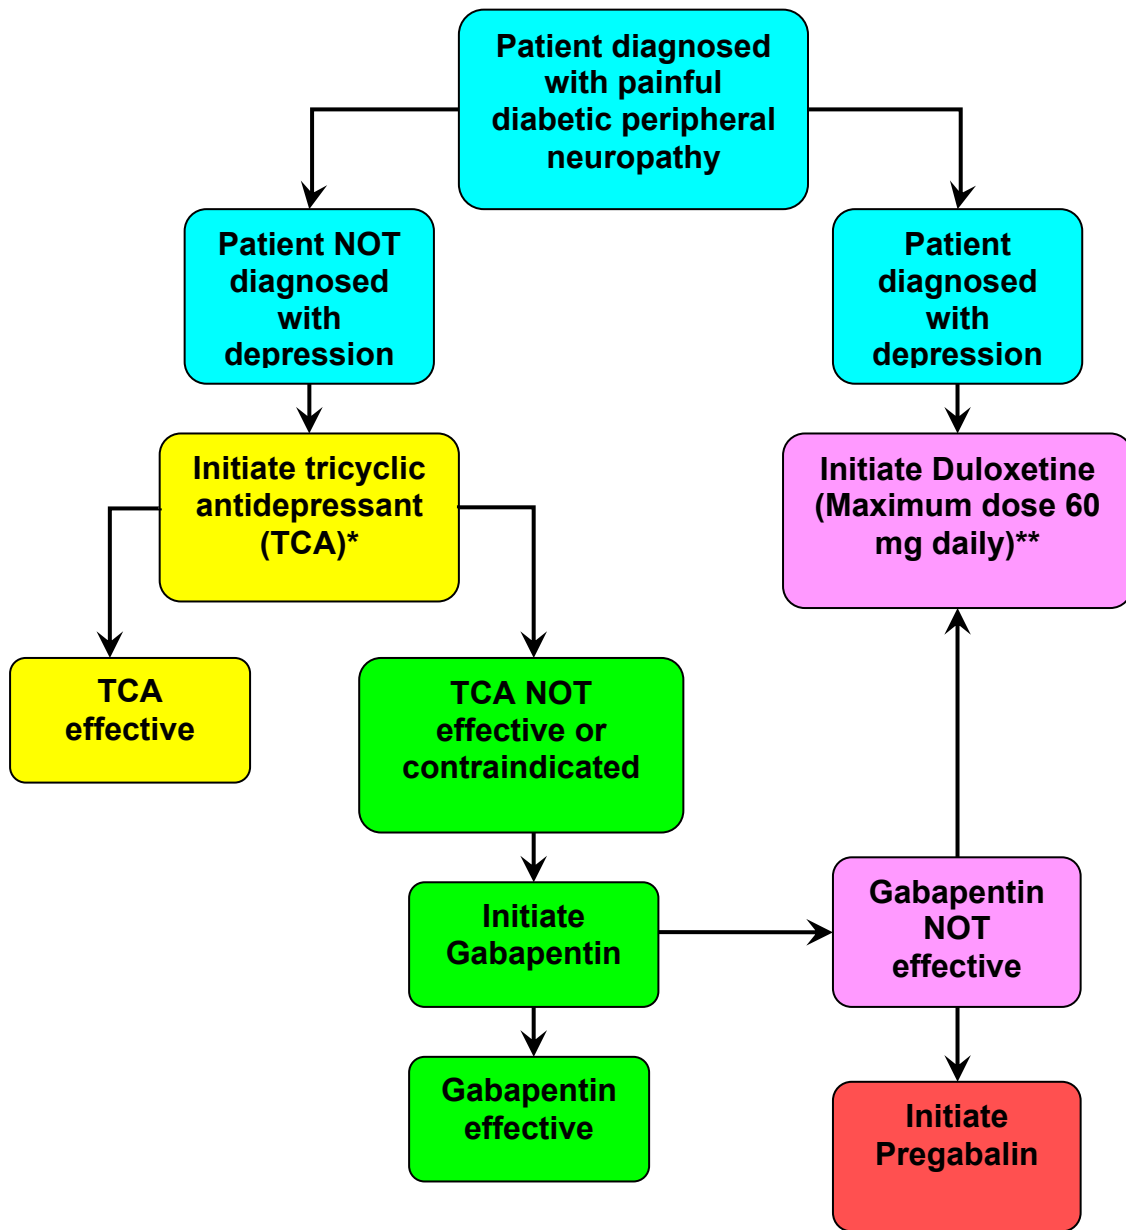 Patient diagnosed
with painful
diabetic peripheral
neuropathy
Patient NOT
diagnosed
with
depression
Patient
diagnosed
with
depression
Initiate tricyclic
antidepressant
(TCA)*
Initiate Duloxetine
(Maximum dose 60
mg daily)**
TCA
effective
TCA NOT
effective or
contraindicated
Initiate
Gabapentin
Gabapentin
NOT
effective
Gabapentin
effective
Initiate
Pregabalin